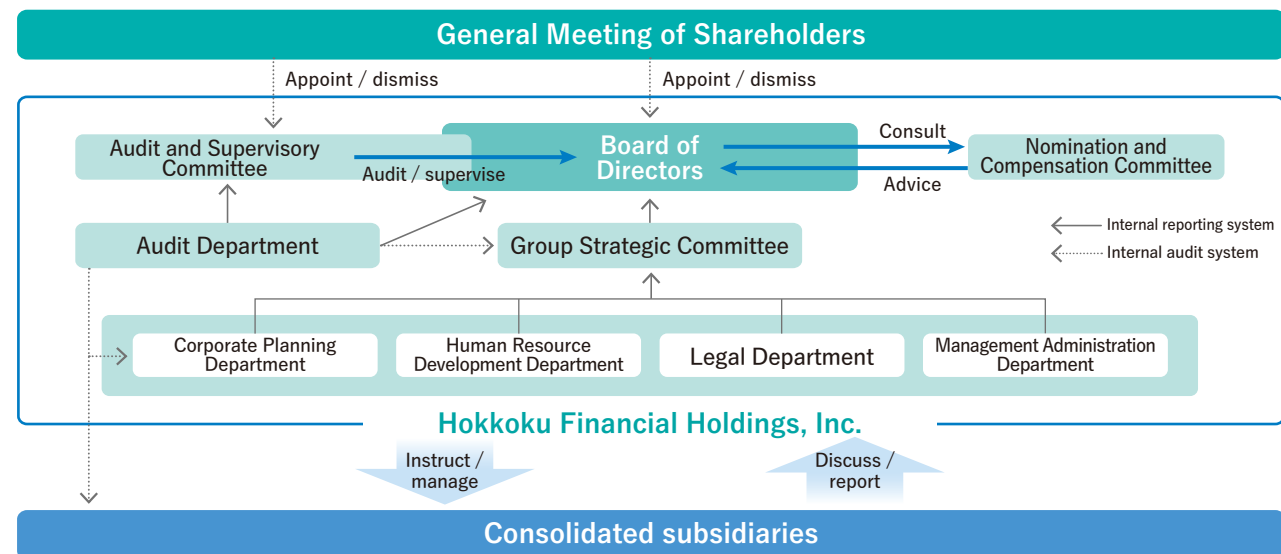 General Meeting of Shareholders
Appoint / dismiss
Appoint / dismiss
Audit and Supervisory
Committee
Audit / supervise
Board of
Directors
Consult
Advice
Nomination and
Compensation Committee
Audit Department
Group Strategic Committee
Internal reporting system
Internal audit system
Corporate Planning
Department
Human Resource
Development Department
Legal Department
Management Administration
Department
Hokkoku Financial Holdings, Inc.
Instruct /
manage
Discuss /
report
Consolidated subsidiaries